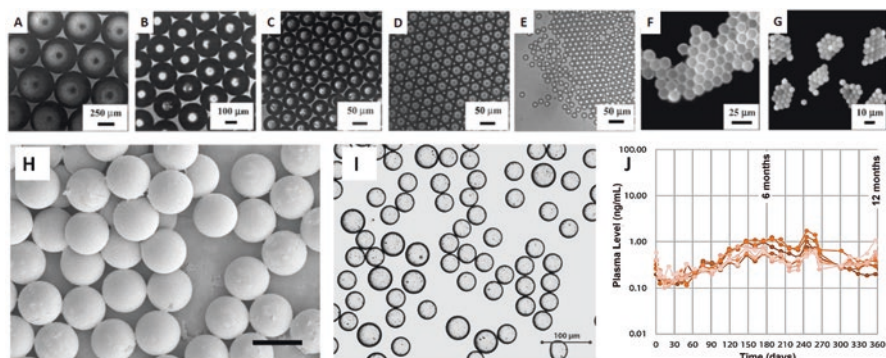 A
250 µm
B
100 µm
C
50 µm
D
50 µm
E
50 µm
F
25 µm
G
10 µm
H
I
100 µm
J
Plasma Level (ng/mL)
100.00
10.00
1.00
0.10
0.01
6 months
12 months
0 30 60 90 120 150 180 210 240 270 300 330 360
Time (days)